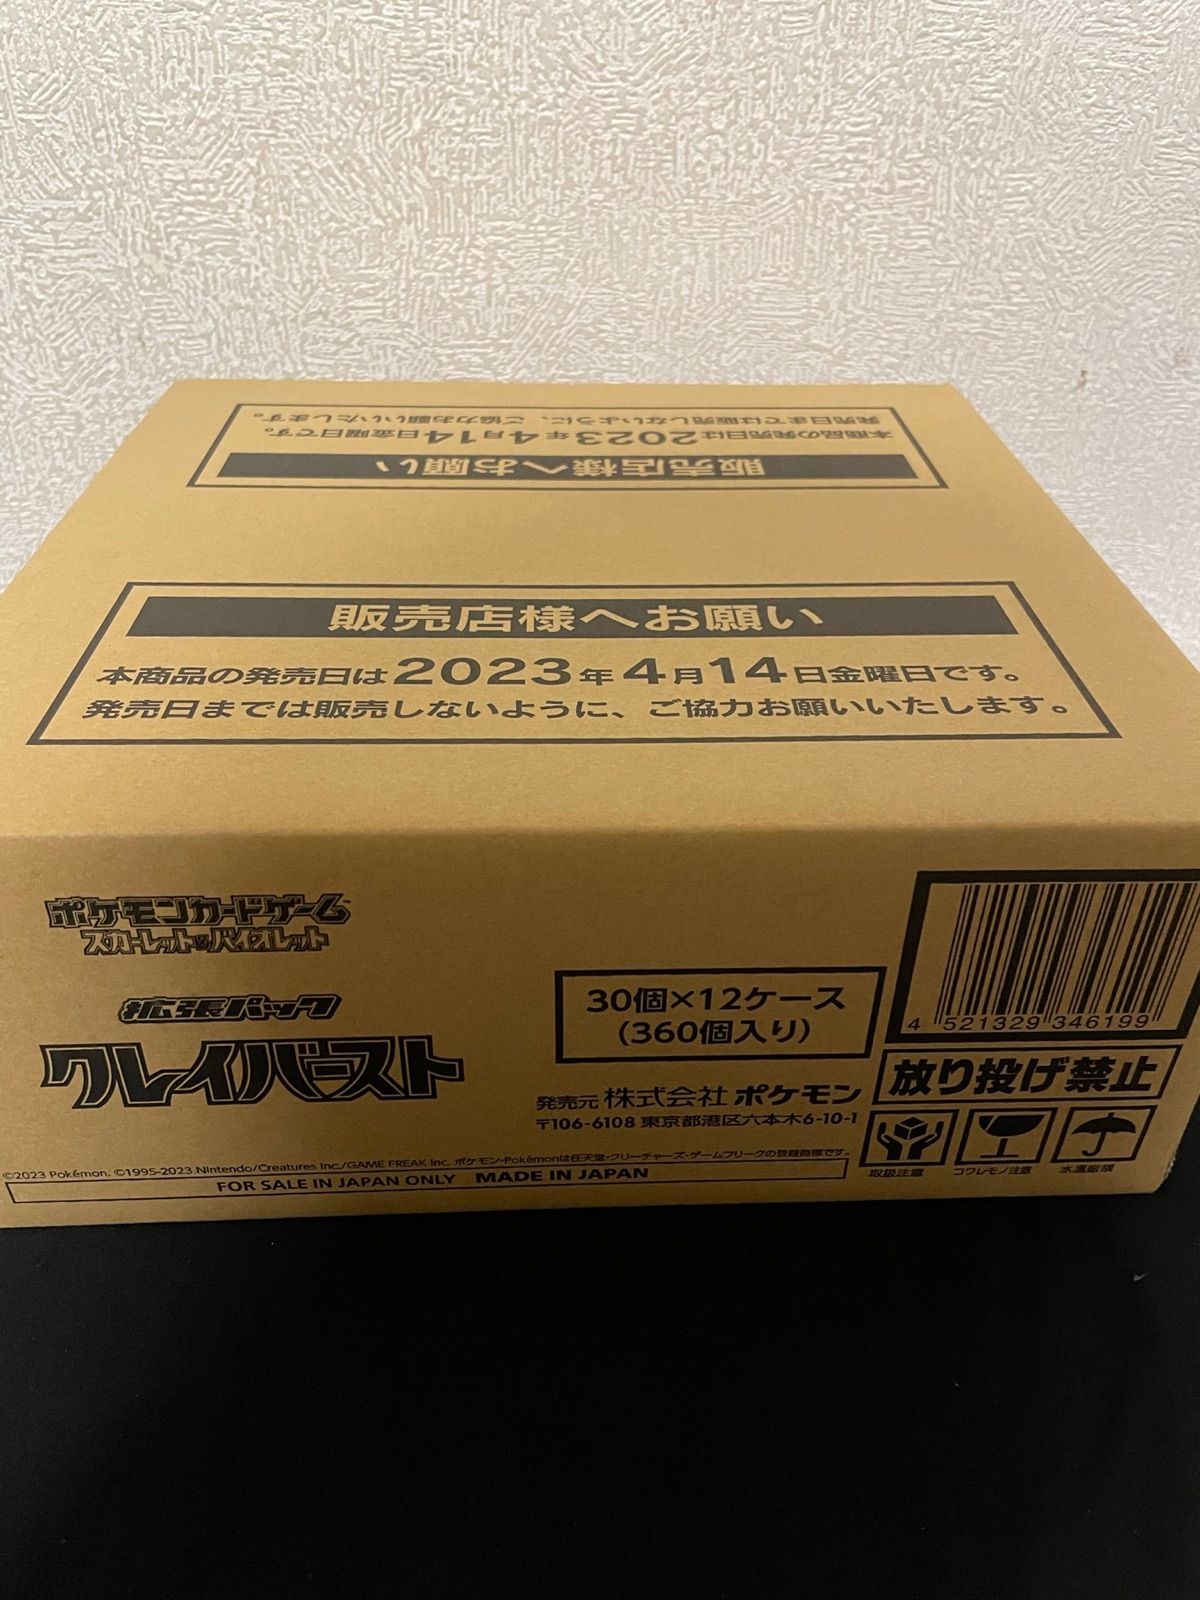 販売店様へお願い
本商品の発売日は2023年4月14日金曜日です。
発売日までは販売しないように、ご協力お願いいたします。
販売店様へお願い
本商品の発売日は2023年4月14日金曜日です。
発売日までは販売しないように、ご協力お願いいたします。
ポケモンカードゲーム
スカーレット&バイオレット
拡張パック
クレイバースト
30個×12ケース
(360個入り)
発売元 株式会社 ポケモン
〒106-6108 東京都港区六本木6-10-1
©2023 Pokémon. ©1995-2023 Nintendo/Creatures Inc./GAME FREAK inc. ポケモン・Pokémonは任天堂・クリーチャーズ・ゲームフリークの登録商標です。
FOR SALE IN JAPAN ONLY MADE IN JAPAN
4 521329 346199
放り投げ禁止
取扱注意 コワレモノ注意 水濡厳禁